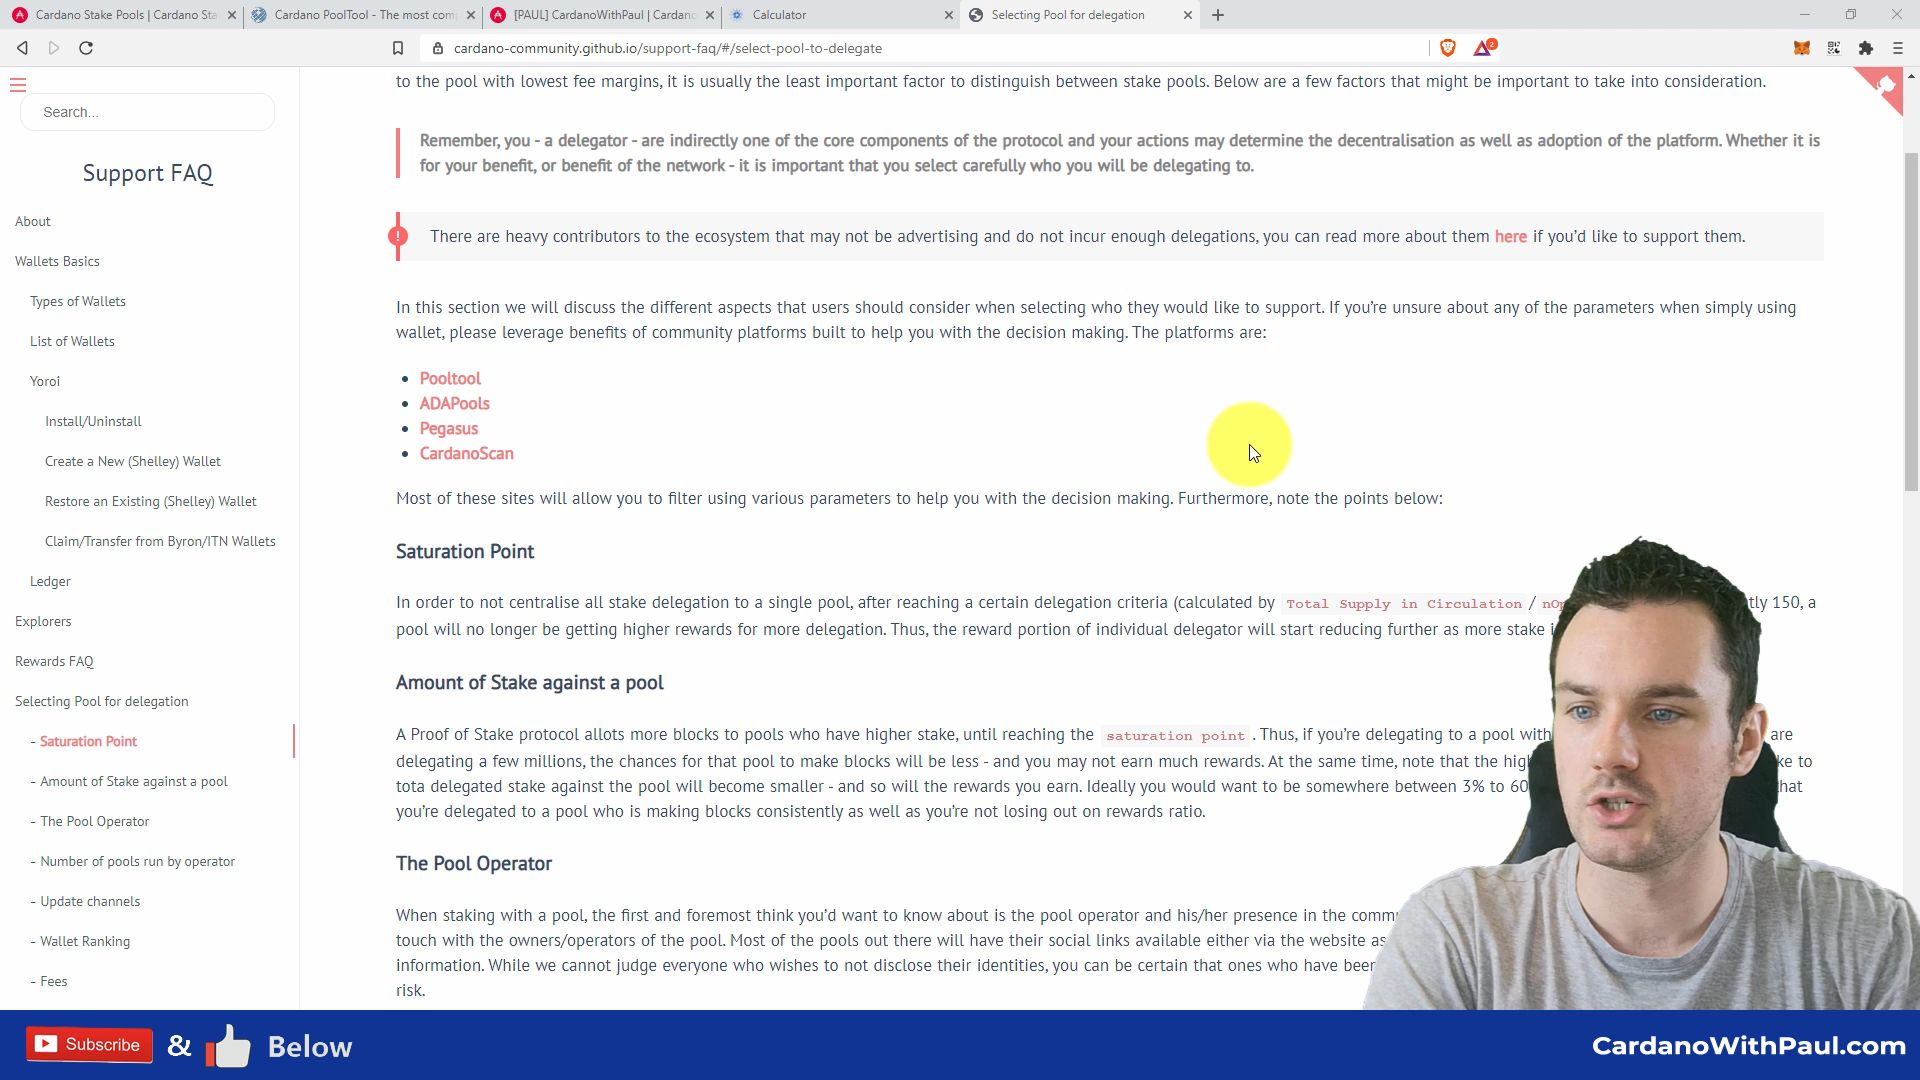 Cardano Stake Pools | Cardano Sta
Cardano PoolTool - The most com
[PAUL] CardanoWithPaul | Cardano
Calculator
Selecting Pool for delegation
cardano-community.github.io/support-faq/#/select-pool-to-delegate
2
Search...
Support FAQ
About
Wallets Basics
Types of Wallets
List of Wallets
Yoroi
Install/Uninstall
Create a New (Shelley) Wallet
Restore an Existing (Shelley) Wallet
Claim/Transfer from Byron/ITN Wallets
Ledger
Explorers
Rewards FAQ
Selecting Pool for delegation
- Saturation Point
- Amount of Stake against a pool
- The Pool Operator
- Number of pools run by operator
- Update channels
- Wallet Ranking
- Fees
to the pool with lowest fee margins, it is usually the least important factor to distinguish between stake pools. Below are a few factors that might be important to take into consideration.
Remember, you - a delegator - are indirectly one of the core components of the protocol and your actions may determine the decentralisation as well as adoption of the platform. Whether it is
for your benefit, or benefit of the network - it is important that you select carefully who you will be delegating to.
There are heavy contributors to the ecosystem that may not be advertising and do not incur enough delegations, you can read more about them here if you'd like to support them.
In this section we will discuss the different aspects that users should consider when selecting who they would like to support. If you're unsure about any of the parameters when simply using
wallet, please leverage benefits of community platforms built to help you with the decision making. The platforms are:
• Pooltool
• ADAPools
• Pegasus
• CardanoScan
Most of these sites will allow you to filter using various parameters to help you with the decision making. Furthermore, note the points below:
Saturation Point
In order to not centralise all stake delegation to a single pool, after reaching a certain delegation criteria (calculated by Total Supply in Circulation / nOp tly 150, a
pool will no longer be getting higher rewards for more delegation. Thus, the reward portion of individual delegator will start reducing further as more stake i
Amount of Stake against a pool
A Proof of Stake protocol allots more blocks to pools who have higher stake, until reaching the saturation point. Thus, if you're delegating to a pool with are
delegating a few millions, the chances for that pool to make blocks will be less - and you may not earn much rewards. At the same time, note that the high ke to
tota delegated stake against the pool will become smaller - and so will the rewards you earn. Ideally you would want to be somewhere between 3% to 60 that
you're delegated to a pool who is making blocks consistently as well as you're not losing out on rewards ratio.
The Pool Operator
When staking with a pool, the first and foremost think you'd want to know about is the pool operator and his/her presence in the comm
touch with the owners/operators of the pool. Most of the pools out there will have their social links available either via the website as
information. While we cannot judge everyone who wishes to not disclose their identities, you can be certain that ones who have been
risk.
Subscribe & Below
CardanoWithPaul.com